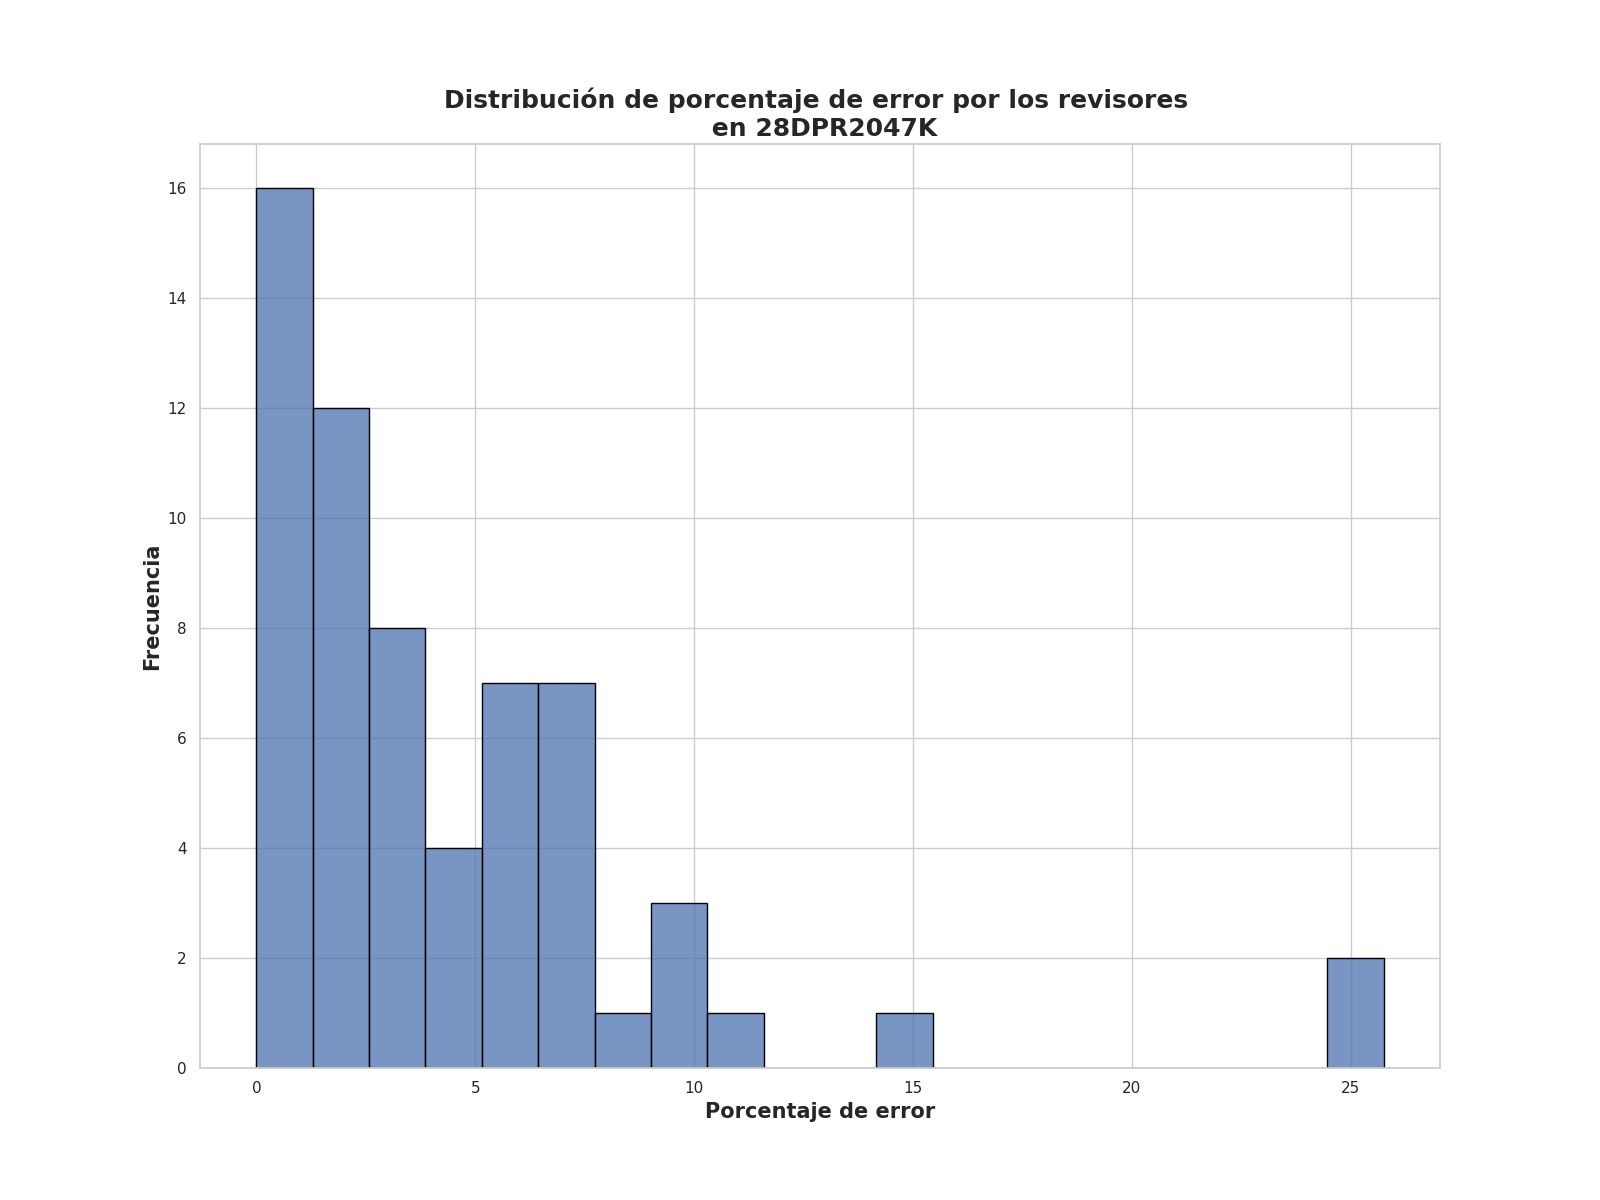 Distribución de porcentaje de error por los revisores
en 28DPR2047K
16
14
12
10
8
6
4
2
0
Frecuencia
0 5 10 15 20 25
Porcentaje de error